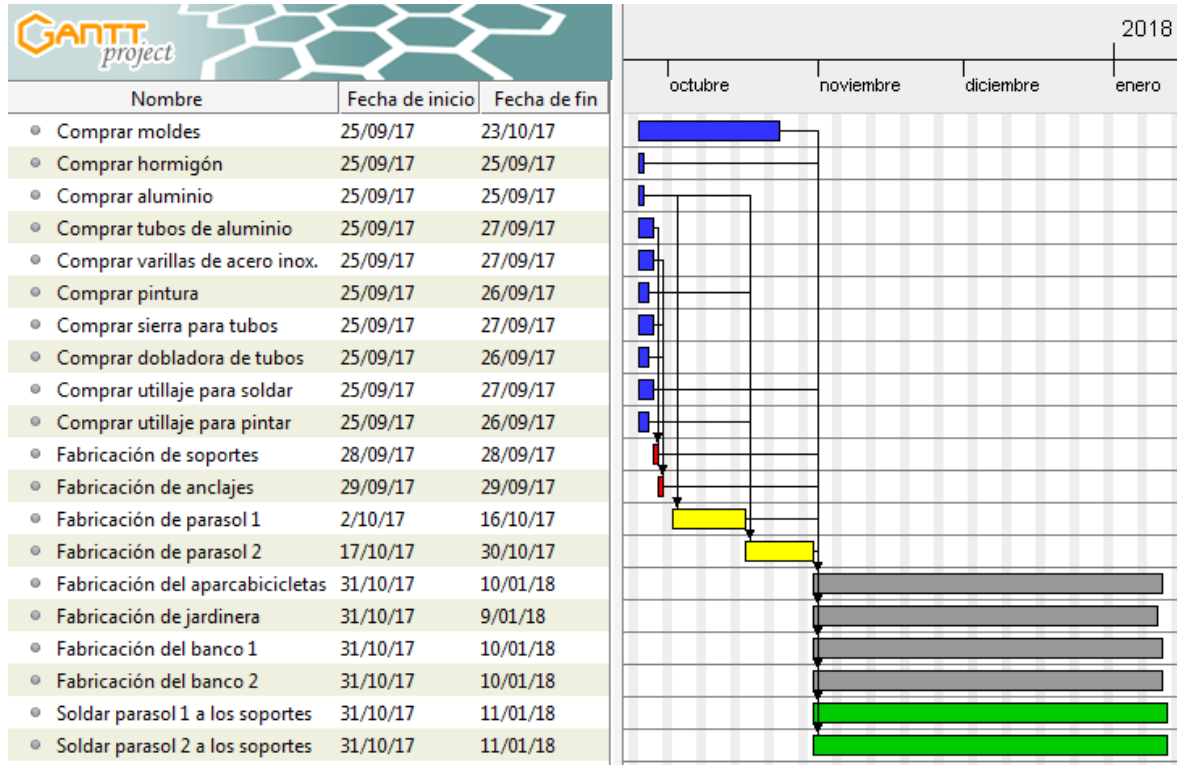 GANTT
project
2018
octubre noviembre diciembre enero
Nombre Fecha de inicio Fecha de fin
Comprar moldes 25/09/17 23/10/17
Comprar hormigón 25/09/17 25/09/17
Comprar aluminio 25/09/17 25/09/17
Comprar tubos de aluminio 25/09/17 27/09/17
Comprar varillas de acero inox. 25/09/17 27/09/17
Comprar pintura 25/09/17 26/09/17
Comprar sierra para tubos 25/09/17 27/09/17
Comprar dobladora de tubos 25/09/17 26/09/17
Comprar utillaje para soldar 25/09/17 27/09/17
Comprar utillaje para pintar 25/09/17 26/09/17
Fabricación de soportes 28/09/17 28/09/17
Fabricación de anclajes 29/09/17 29/09/17
Fabricación de parasol 1 2/10/17 16/10/17
Fabricación de parasol 2 17/10/17 30/10/17
Fabricación del aparcabicicletas 31/10/17 10/01/18
Fabricación de jardinera 31/10/17 9/01/18
Fabricación del banco 1 31/10/17 10/01/18
Fabricación del banco 2 31/10/17 10/01/18
Soldar parasol 1 a los soportes 31/10/17 11/01/18
Soldar parasol 2 a los soportes 31/10/17 11/01/18